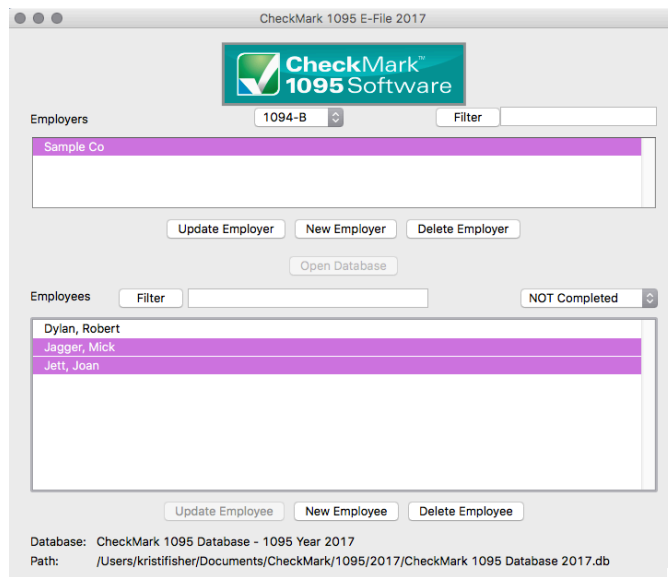 CheckMark 1095 E-File 2017
CheckMark™
1095 Software
Employers 1094-B Filter
Sample Co
Update Employer New Employer Delete Employer
Open Database
Employees Filter NOT Completed
Dylan, Robert
Jagger, Mick
Jett, Joan
Update Employee New Employee Delete Employee
Database: CheckMark 1095 Database - 1095 Year 2017
Path: /Users/kristifisher/Documents/CheckMark/1095/2017/CheckMark 1095 Database 2017.db